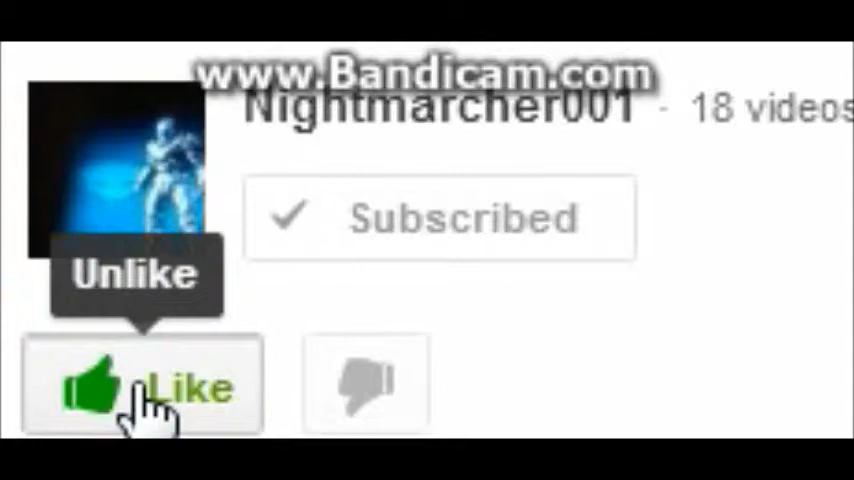 www.Bandicam.com
Nightmarcher001 - 18 videos
Subscribed
Unlike
Like